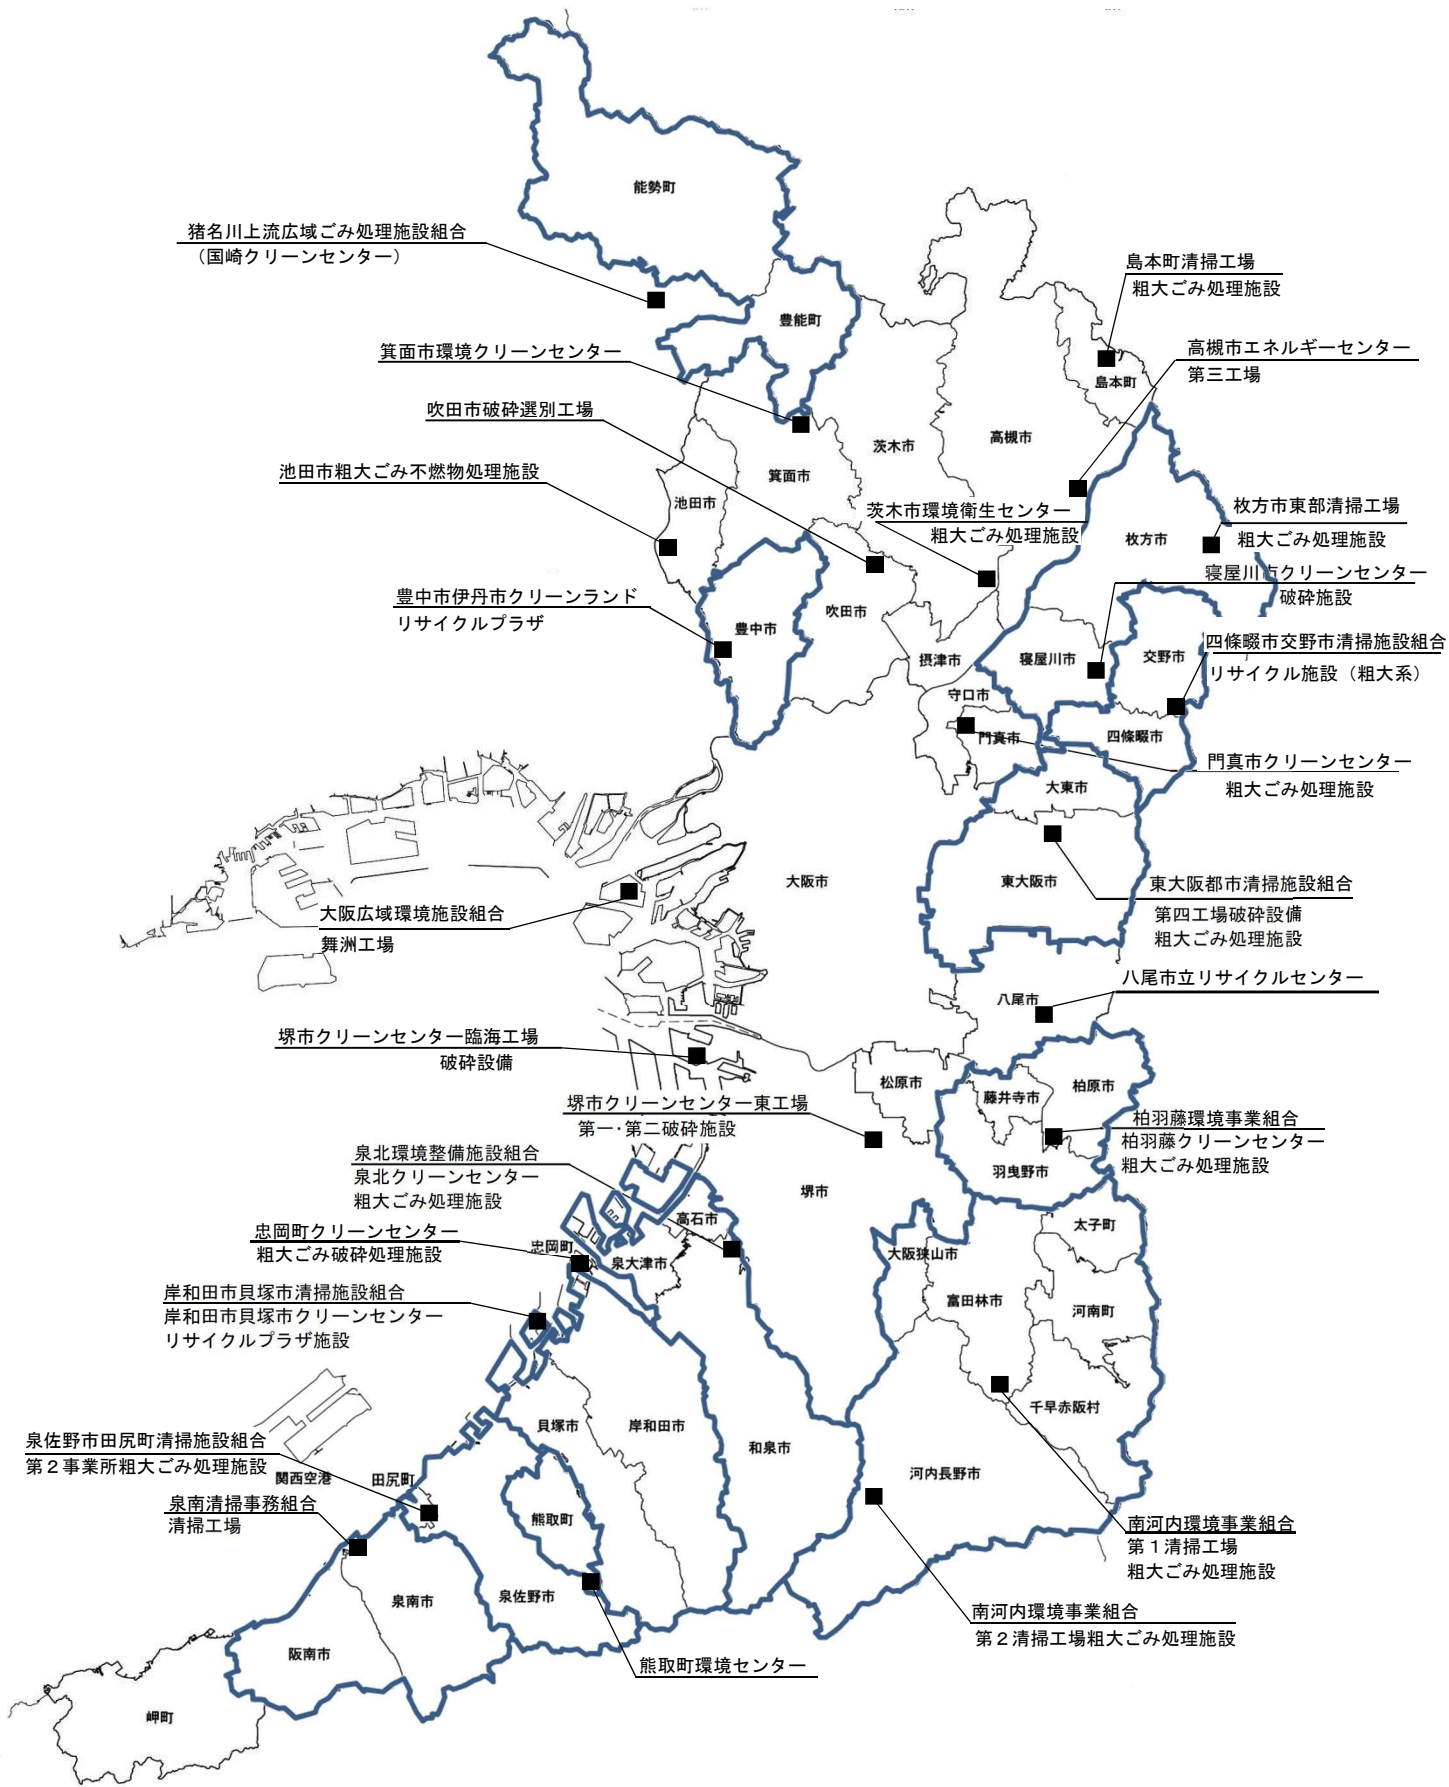 能勢町
猪名川上流広域ごみ処理施設組合
（国崎クリーンセンター）
島本町清掃工場
粗大ごみ処理施設
豊能町
箕面市環境クリーンセンター
高槻市エネルギーセンター
第三工場
島本町
吹田市破砕選別工場
茨木市
高槻市
池田市粗大ごみ不燃物処理施設
箕面市
池田市
茨木市環境衛生センター
粗大ごみ処理施設
枚方市東部清掃工場
粗大ごみ処理施設
枚方市
寝屋川市クリーンセンター
破砕施設
豊中市伊丹市クリーンランド
リサイクルプラザ
豊中市
吹田市
摂津市
寝屋川市
交野市
四條畷市交野市清掃施設組合
リサイクル施設（粗大系）
守口市
門真市
四條畷市
門真市クリーンセンター
粗大ごみ処理施設
大東市
大阪市
東大阪市
東大阪都市清掃施設組合
第四工場破砕設備
粗大ごみ処理施設
大阪広域環境施設組合
舞洲工場
八尾市立リサイクルセンター
八尾市
堺市クリーンセンター臨海工場
破砕設備
松原市
藤井寺市
柏原市
堺市クリーンセンター東工場
第一・第二破砕施設
柏羽藤環境事業組合
柏羽藤クリーンセンター
粗大ごみ処理施設
羽曳野市
泉北環境整備施設組合
泉北クリーンセンター
粗大ごみ処理施設
堺市
高石市
太子町
忠岡町クリーンセンター
粗大ごみ破砕処理施設
忠岡町
泉大津市
大阪狭山市
富田林市
河南町
岸和田市貝塚市清掃施設組合
岸和田市貝塚市クリーンセンター
リサイクルプラザ施設
千早赤阪村
貝塚市
岸和田市
和泉市
泉佐野市田尻町清掃施設組合
第２事業所粗大ごみ処理施設
関西空港
田尻町
河内長野市
泉南清掃事務組合
清掃工場
熊取町
南河内環境事業組合
第１清掃工場
粗大ごみ処理施設
泉南市
泉佐野市
南河内環境事業組合
第２清掃工場粗大ごみ処理施設
阪南市
熊取町環境センター
岬町